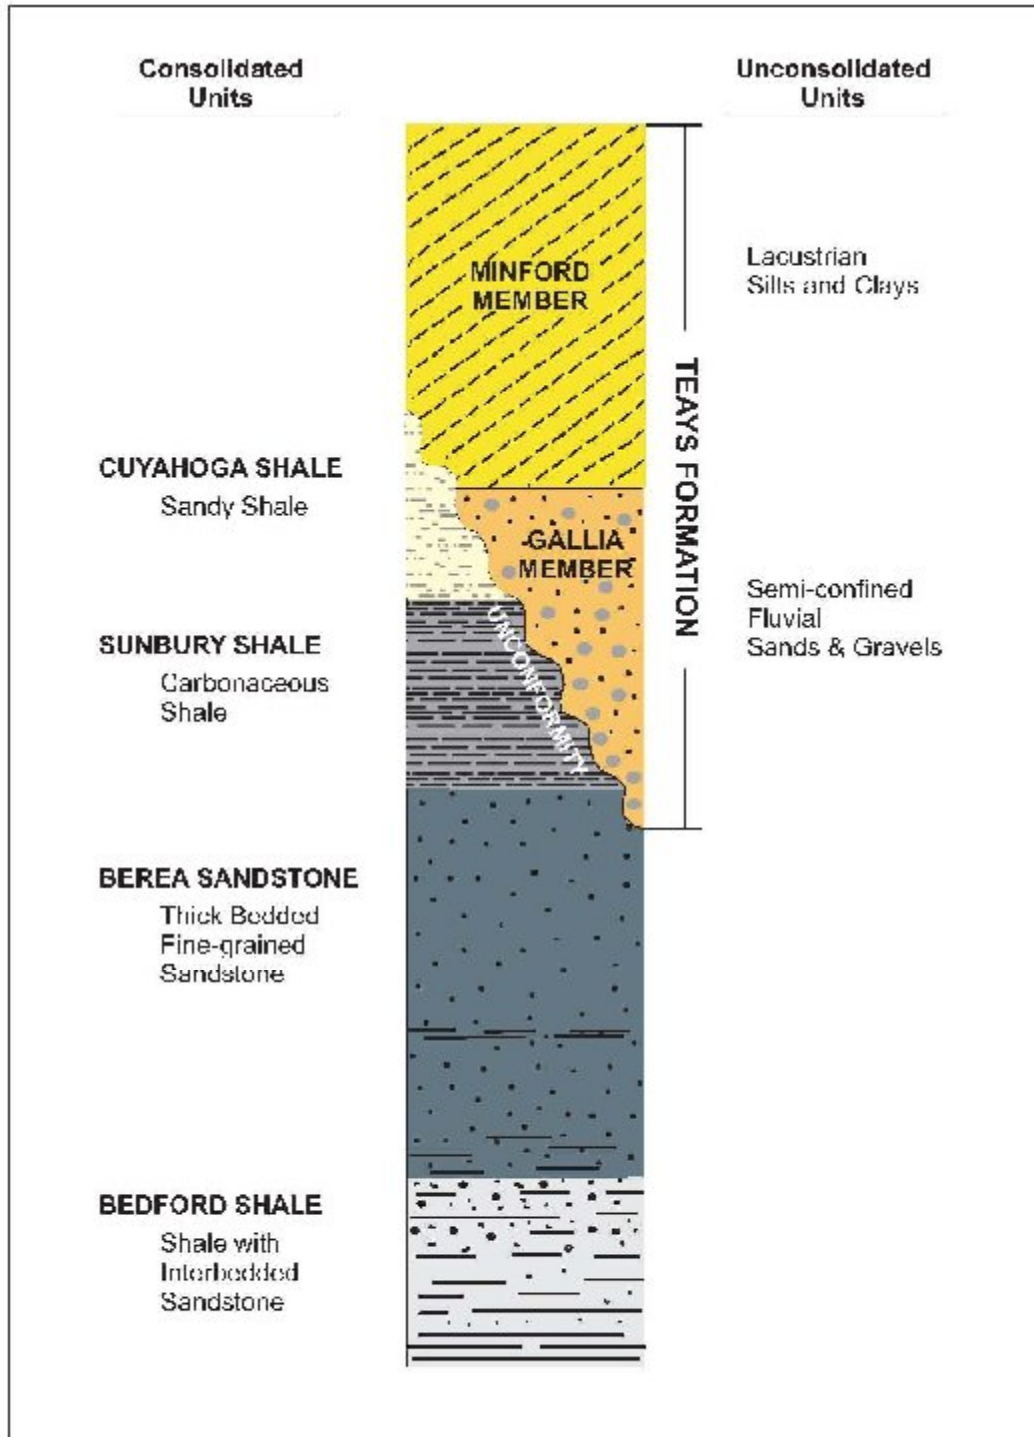 Consolidated
Units
Unconsolidated
Units
MINFORD
MEMBER
Lacustrian
Silts and Clays
TEAYS FORMATION
CUYAHOGA SHALE
Sandy Shale
GALLIA
MEMBER
UNCONFORMITY
Semi-confined
Fluvial
Sands & Gravels
SUNBURY SHALE
Carbonaceous
Shale
BEREA SANDSTONE
Thick Bedded
Fine-grained
Sandstone
BEDFORD SHALE
Shale with
Interbedded
Sandstone